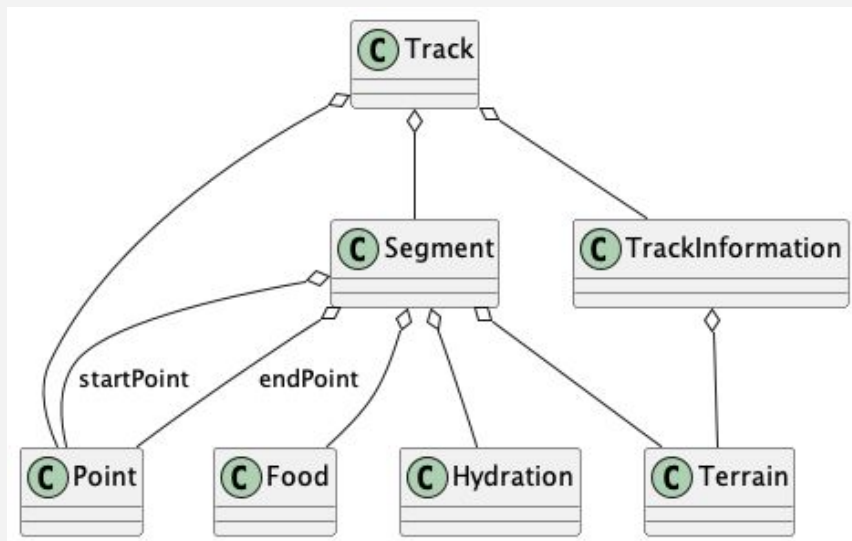 C Track
C Segment
C TrackInformation
startPoint
endPoint
C Point
C Food
C Hydration
C Terrain